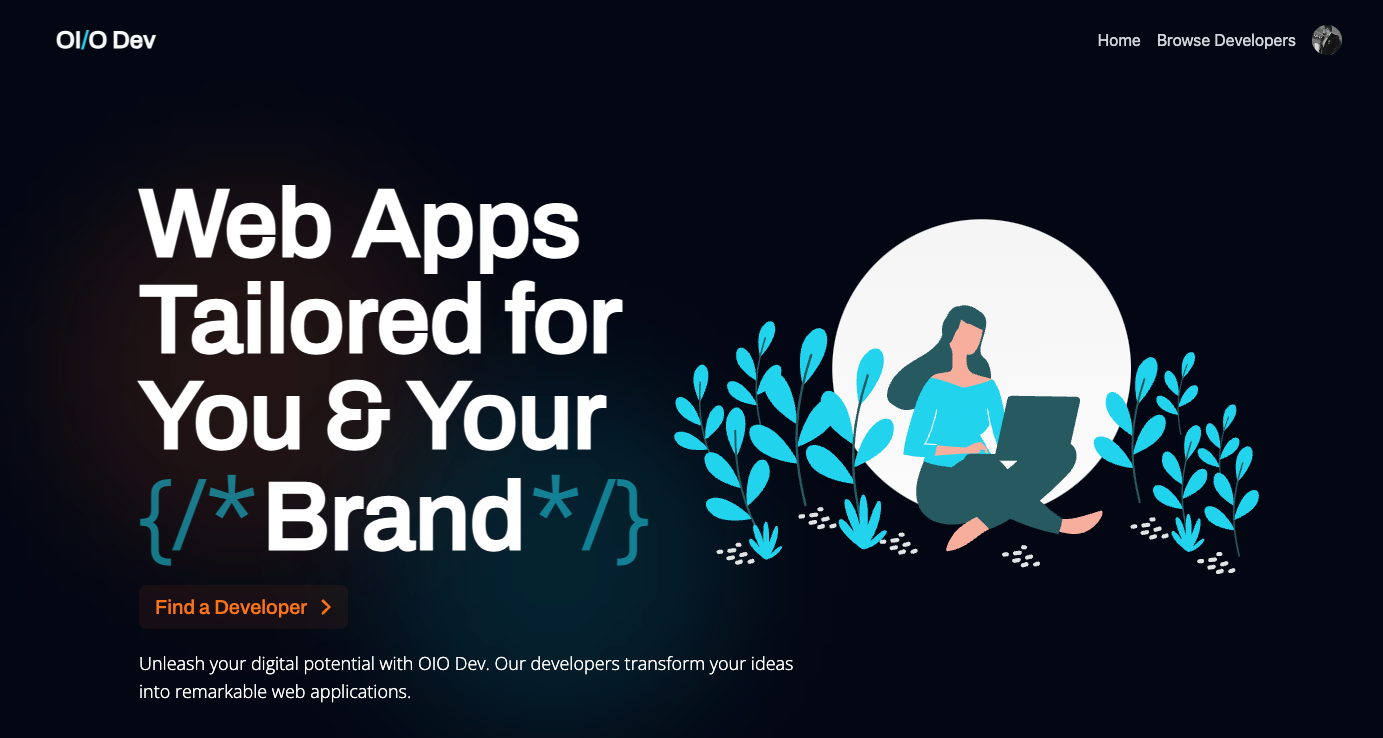 OI/O Dev
Home Browse Developers
Web Apps
Tailored for
You & Your
{/*Brand*/}
Find a Developer
Unleash your digital potential with OIO Dev. Our developers transform your ideas
into remarkable web applications.